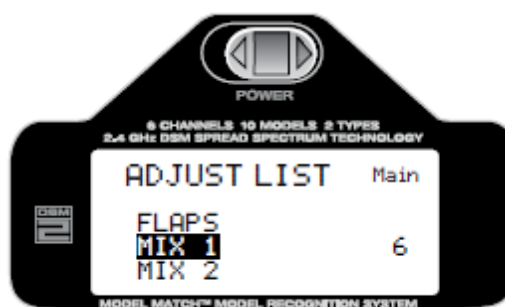 POWER
6 CHANNELS 10 MODELS 2 TYPES
2.4 GHz DSM SPREAD SPECTRUM TECHNOLOGY
ADJUST LIST Main
FLAPS
MIX 1 6
MIX 2
DSM
2
MODEL MATCH™ MODEL RECOGNITION SYSTEM